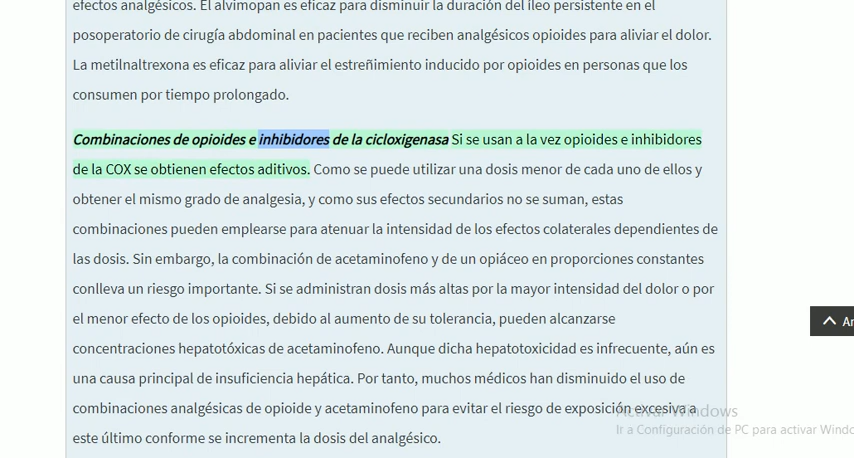 efectos analgésicos. El alvimopan es eficaz para disminuir la duración del íleo persistente en el
posoperatorio de cirugía abdominal en pacientes que reciben analgésicos opioides para aliviar el dolor.
La metilnaltrexona es eficaz para aliviar el estreñimiento inducido por opioides en personas que los
consumen por tiempo prolongado.
Combinaciones de opioides e inhibidores de la cicloxigenasa Si se usan a la vez opioides e inhibidores
de la COX se obtienen efectos aditivos. Como se puede utilizar una dosis menor de cada uno de ellos y
obtener el mismo grado de analgesia, y como sus efectos secundarios no se suman, estas
combinaciones pueden emplearse para atenuar la intensidad de los efectos colaterales dependientes de
las dosis. Sin embargo, la combinación de acetaminofeno y de un opiáceo en proporciones constantes
conlleva un riesgo importante. Si se administran dosis más altas por la mayor intensidad del dolor o por
el menor efecto de los opioides, debido al aumento de su tolerancia, pueden alcanzarse
concentraciones hepatotóxicas de acetaminofeno. Aunque dicha hepatotoxicidad es infrecuente, aún es
una causa principal de insuficiencia hepática. Por tanto, muchos médicos han disminuido el uso de
combinaciones analgésicas de opioide y acetaminofeno para evitar el riesgo de exposición excesiva a
este último conforme se incrementa la dosis del analgésico.
Ar
Activar Windows
Ir a Configuración de PC para activar Windo